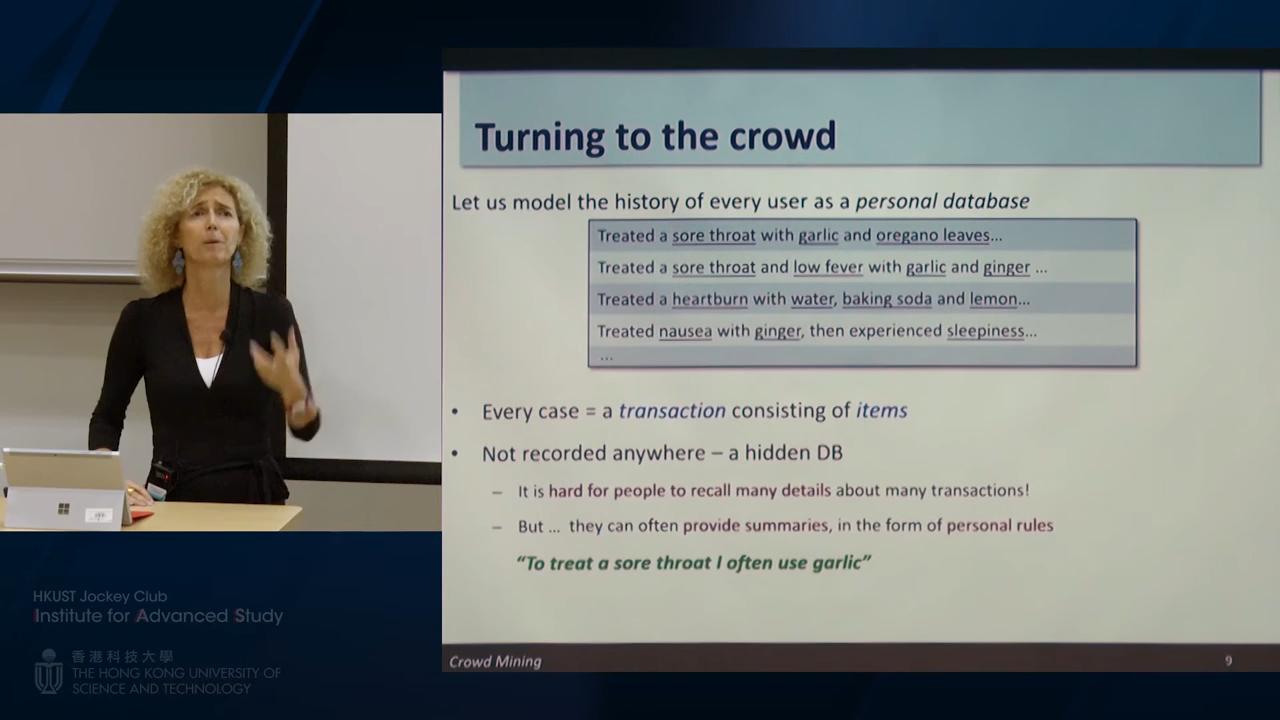 Turning to the crowd
Let us model the history of every user as a personal database
Treated a sore throat with garlic and oregano leaves...
Treated a sore throat and low fever with garlic and ginger ...
Treated a heartburn with water, baking soda and lemon...
Treated nausea with ginger, then experienced sleepiness...
...
• Every case = a transaction consisting of items
• Not recorded anywhere – a hidden DB
– It is hard for people to recall many details about many transactions!
– But ... they can often provide summaries, in the form of personal rules
“To treat a sore throat I often use garlic”
Crowd Mining
9
HKUST Jockey Club
Institute for Advanced Study
香港科技大學
THE HONG KONG UNIVERSITY OF
SCIENCE AND TECHNOLOGY